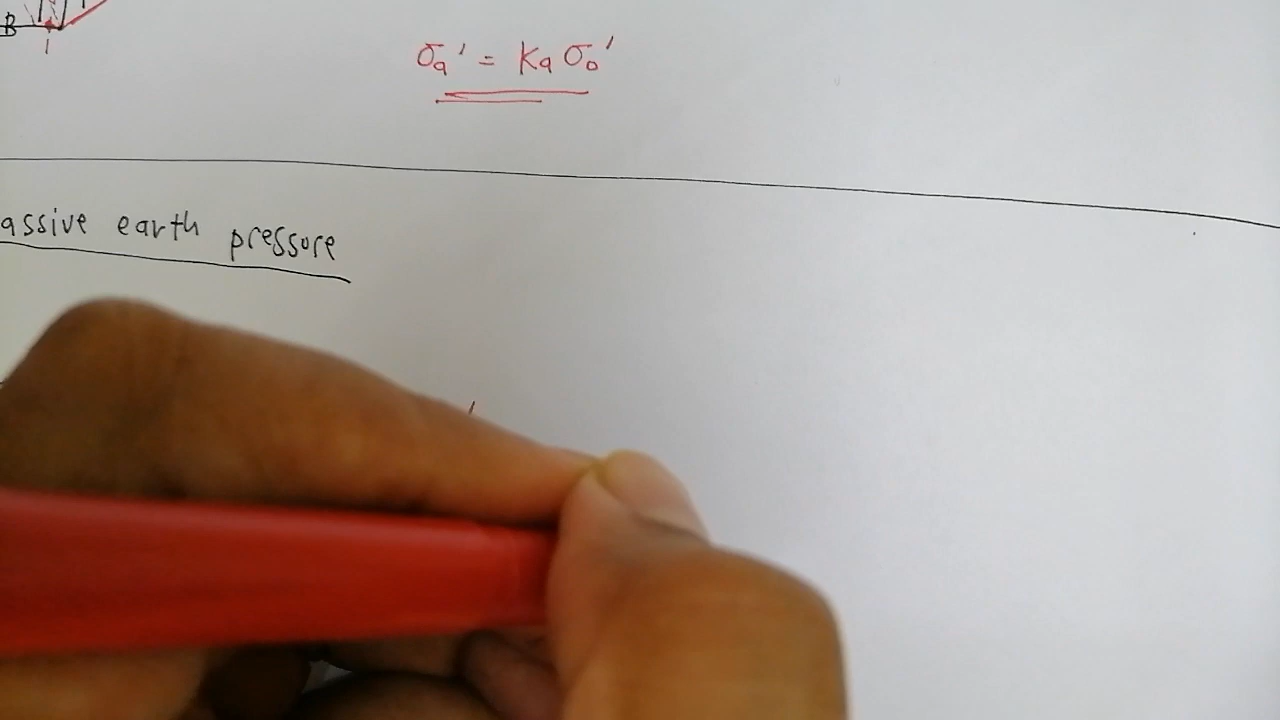 B
σa' = Ka σo'
assive earth pressure